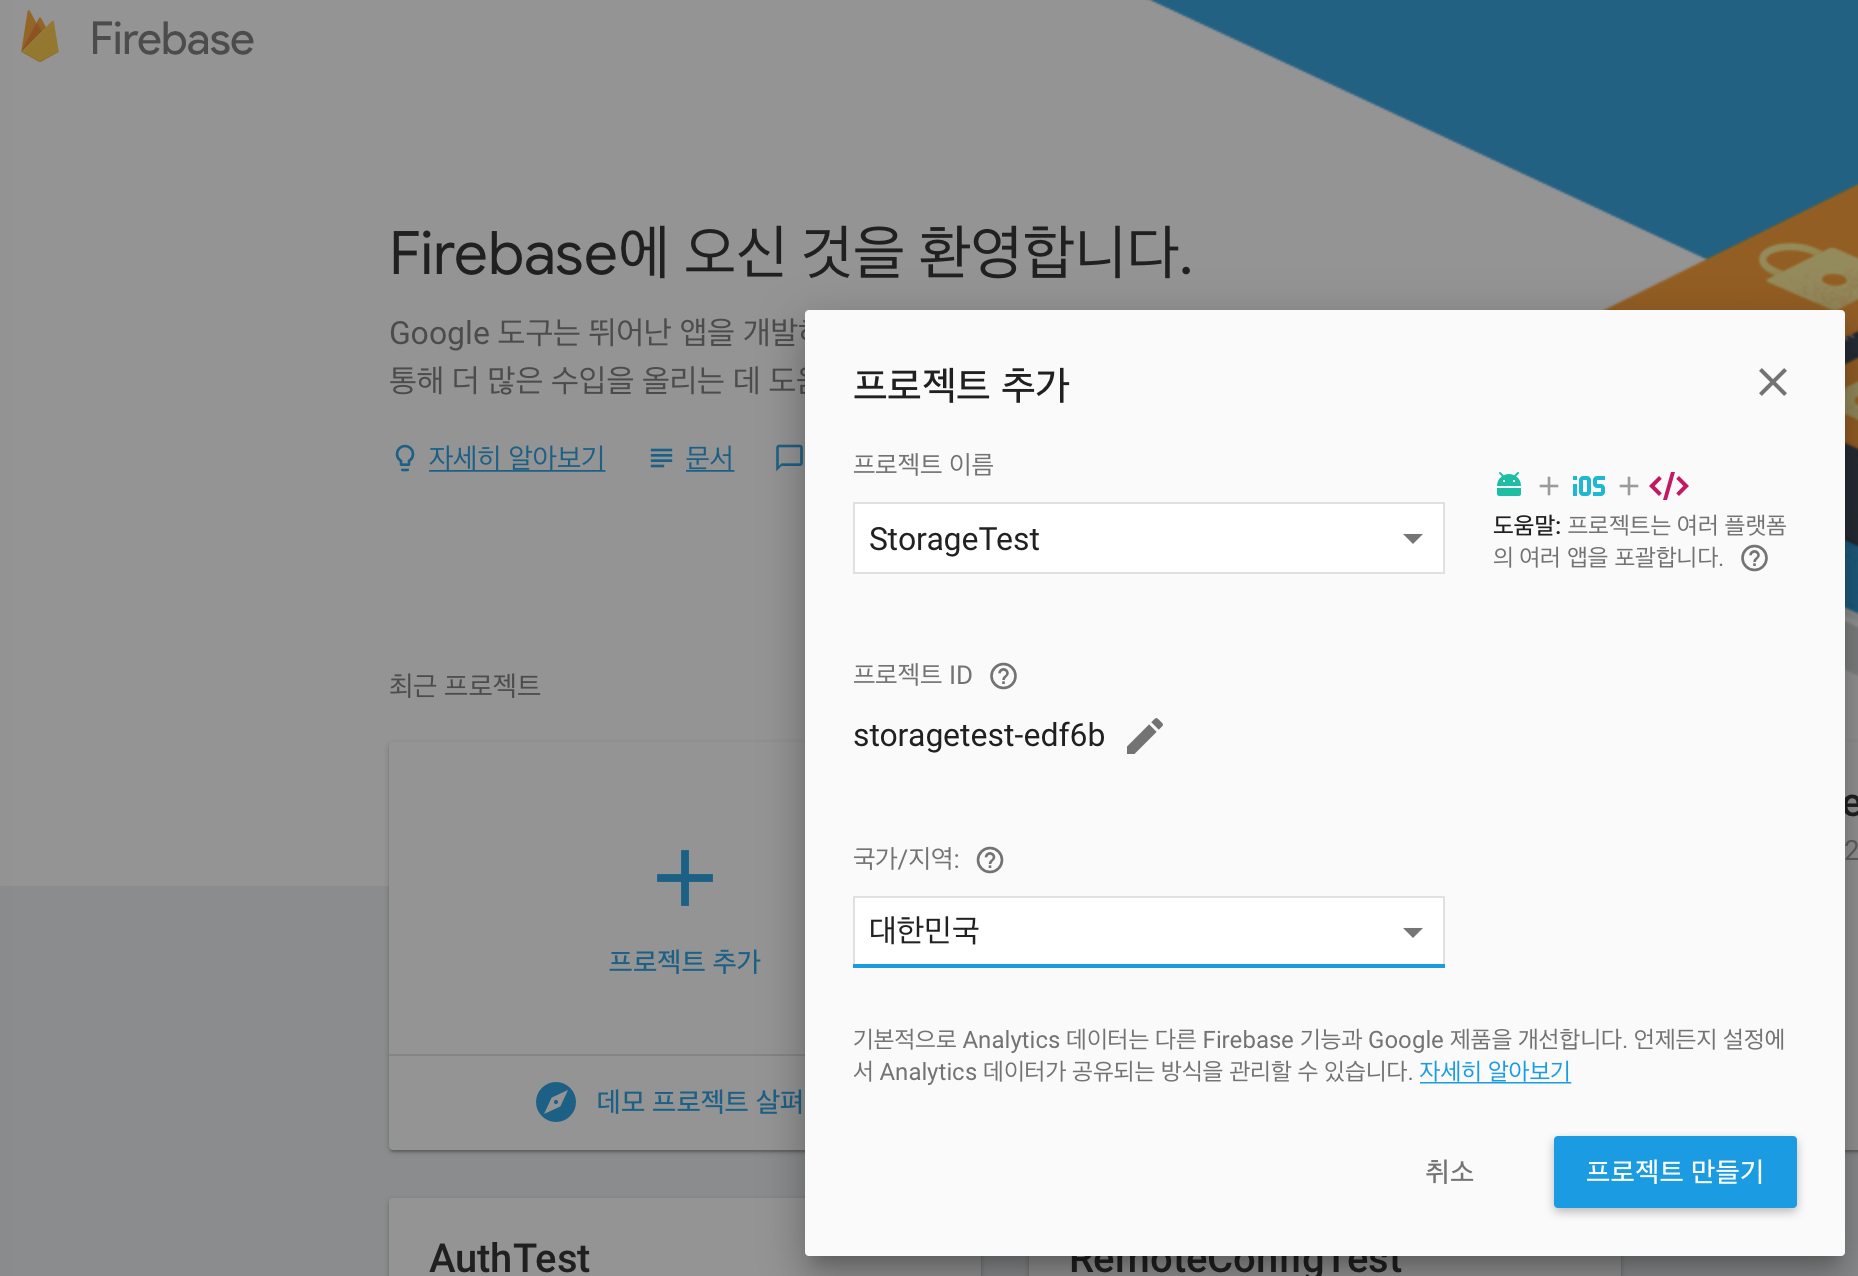 Firebase
Firebase에 오신 것을 환영합니다.
Google 도구는 뛰어난 앱을
통해 더 많은 수입을 올리는 데
자세히 알아보기
문서
최근 프로젝트
프로젝트 추가
데모 프로젝트
AuthTest
RemoteConfigTest
프로젝트 추가
프로젝트 이름
StorageTest
+ iOS + </>
도움말: 프로젝트는 여러 플랫폼
의 여러 앱을 포괄합니다.
프로젝트 ID
storagetest-edf6b
국가/지역:
대한민국
기본적으로 Analytics 데이터는 다른 Firebase 기능과 Google 제품을 개선합니다. 언제든지 설정에
서 Analytics 데이터가 공유되는 방식을 관리할 수 있습니다. 자세히 알아보기
취소
프로젝트 만들기